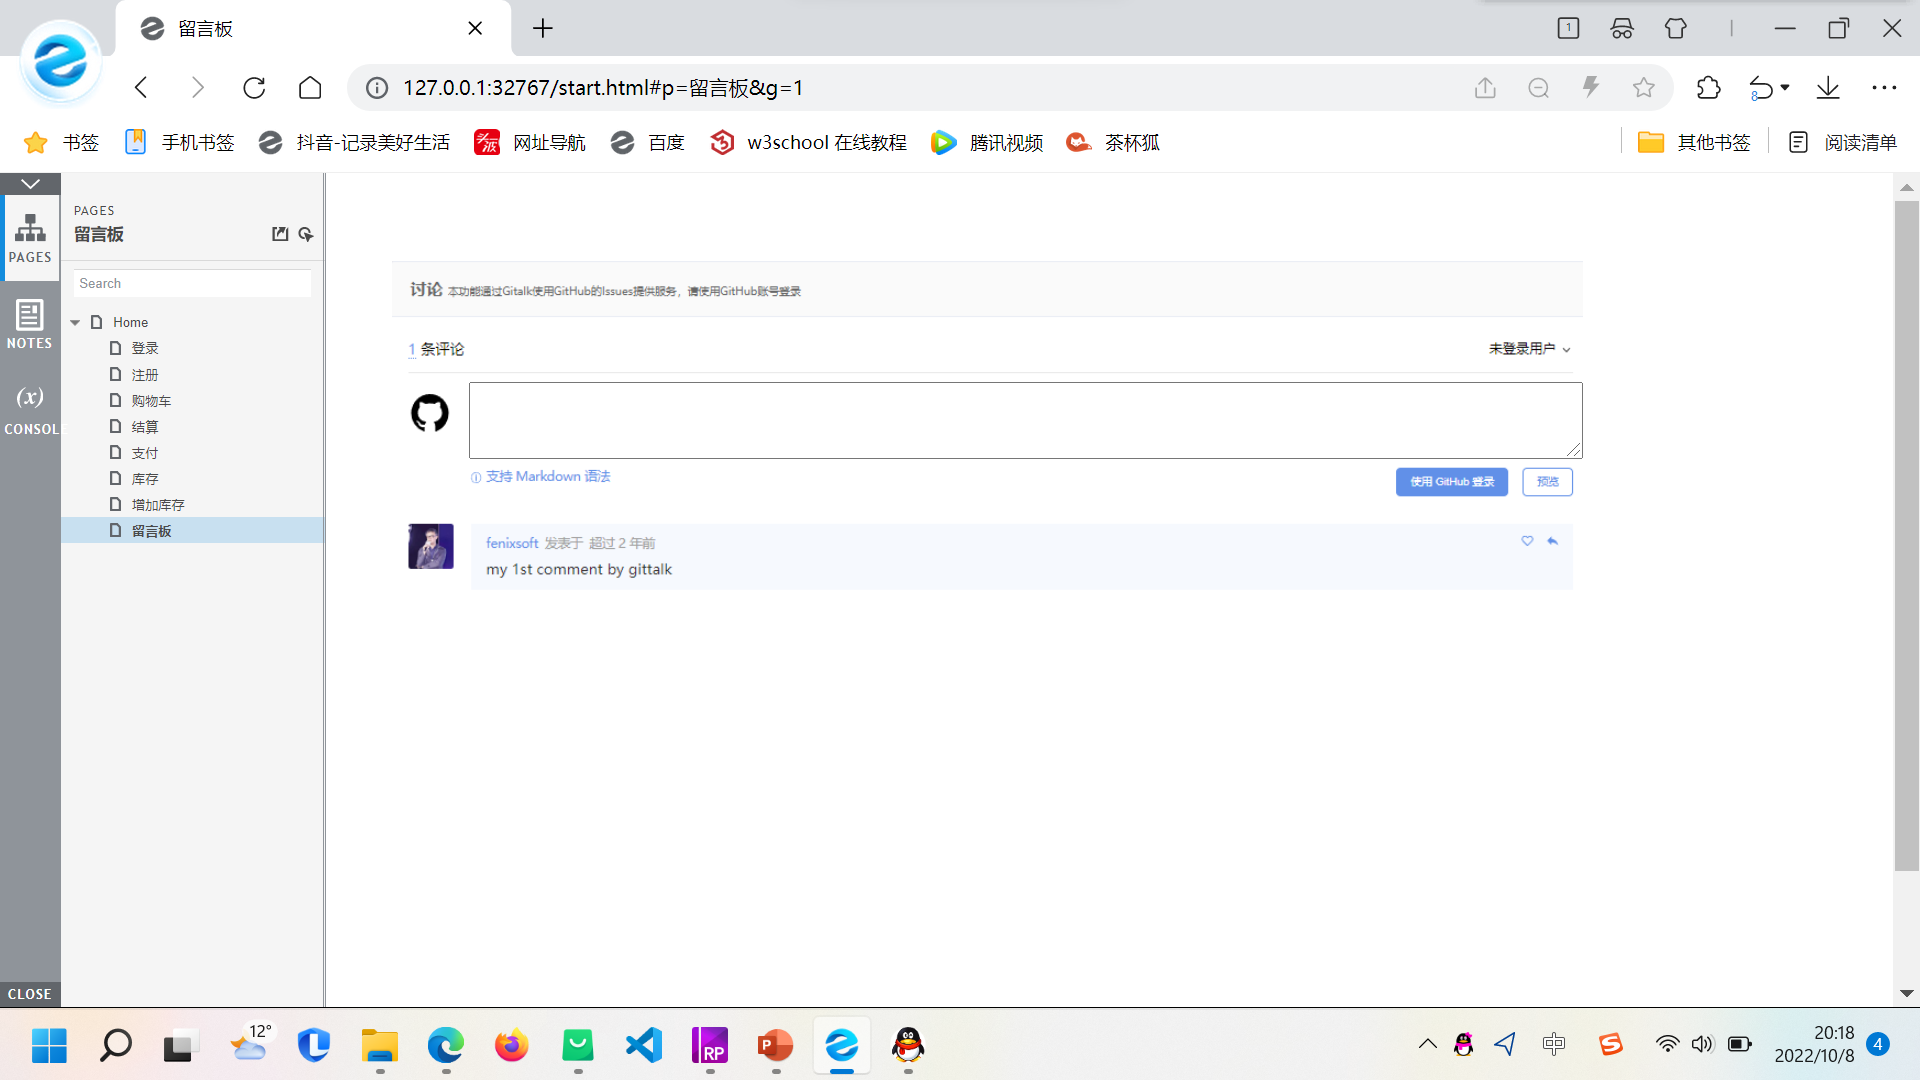 留言板
1
127.0.0.1:32767/start.html#p=留言板&g=1
8
书签
手机书签
抖音-记录美好生活
网址导航
百度
w3school 在线教程
腾讯视频
茶杯狐
其他书签
阅读清单
PAGES
NOTES
(x)
CONSOLE
CLOSE
PAGES
留言板
Search
Home
登录
注册
购物车
结算
支付
库存
增加库存
留言板
讨论 本功能通过Gitalk使用GitHub的Issues提供服务，请使用GitHub账号登录
1 条评论
未登录用户
支持 Markdown 语法
使用 GitHub 登录
预览
fenixsoft 发表于 超过 2 年前
my 1st comment by gittalk
12°
RP
P
中
20:18
2022/10/8
4